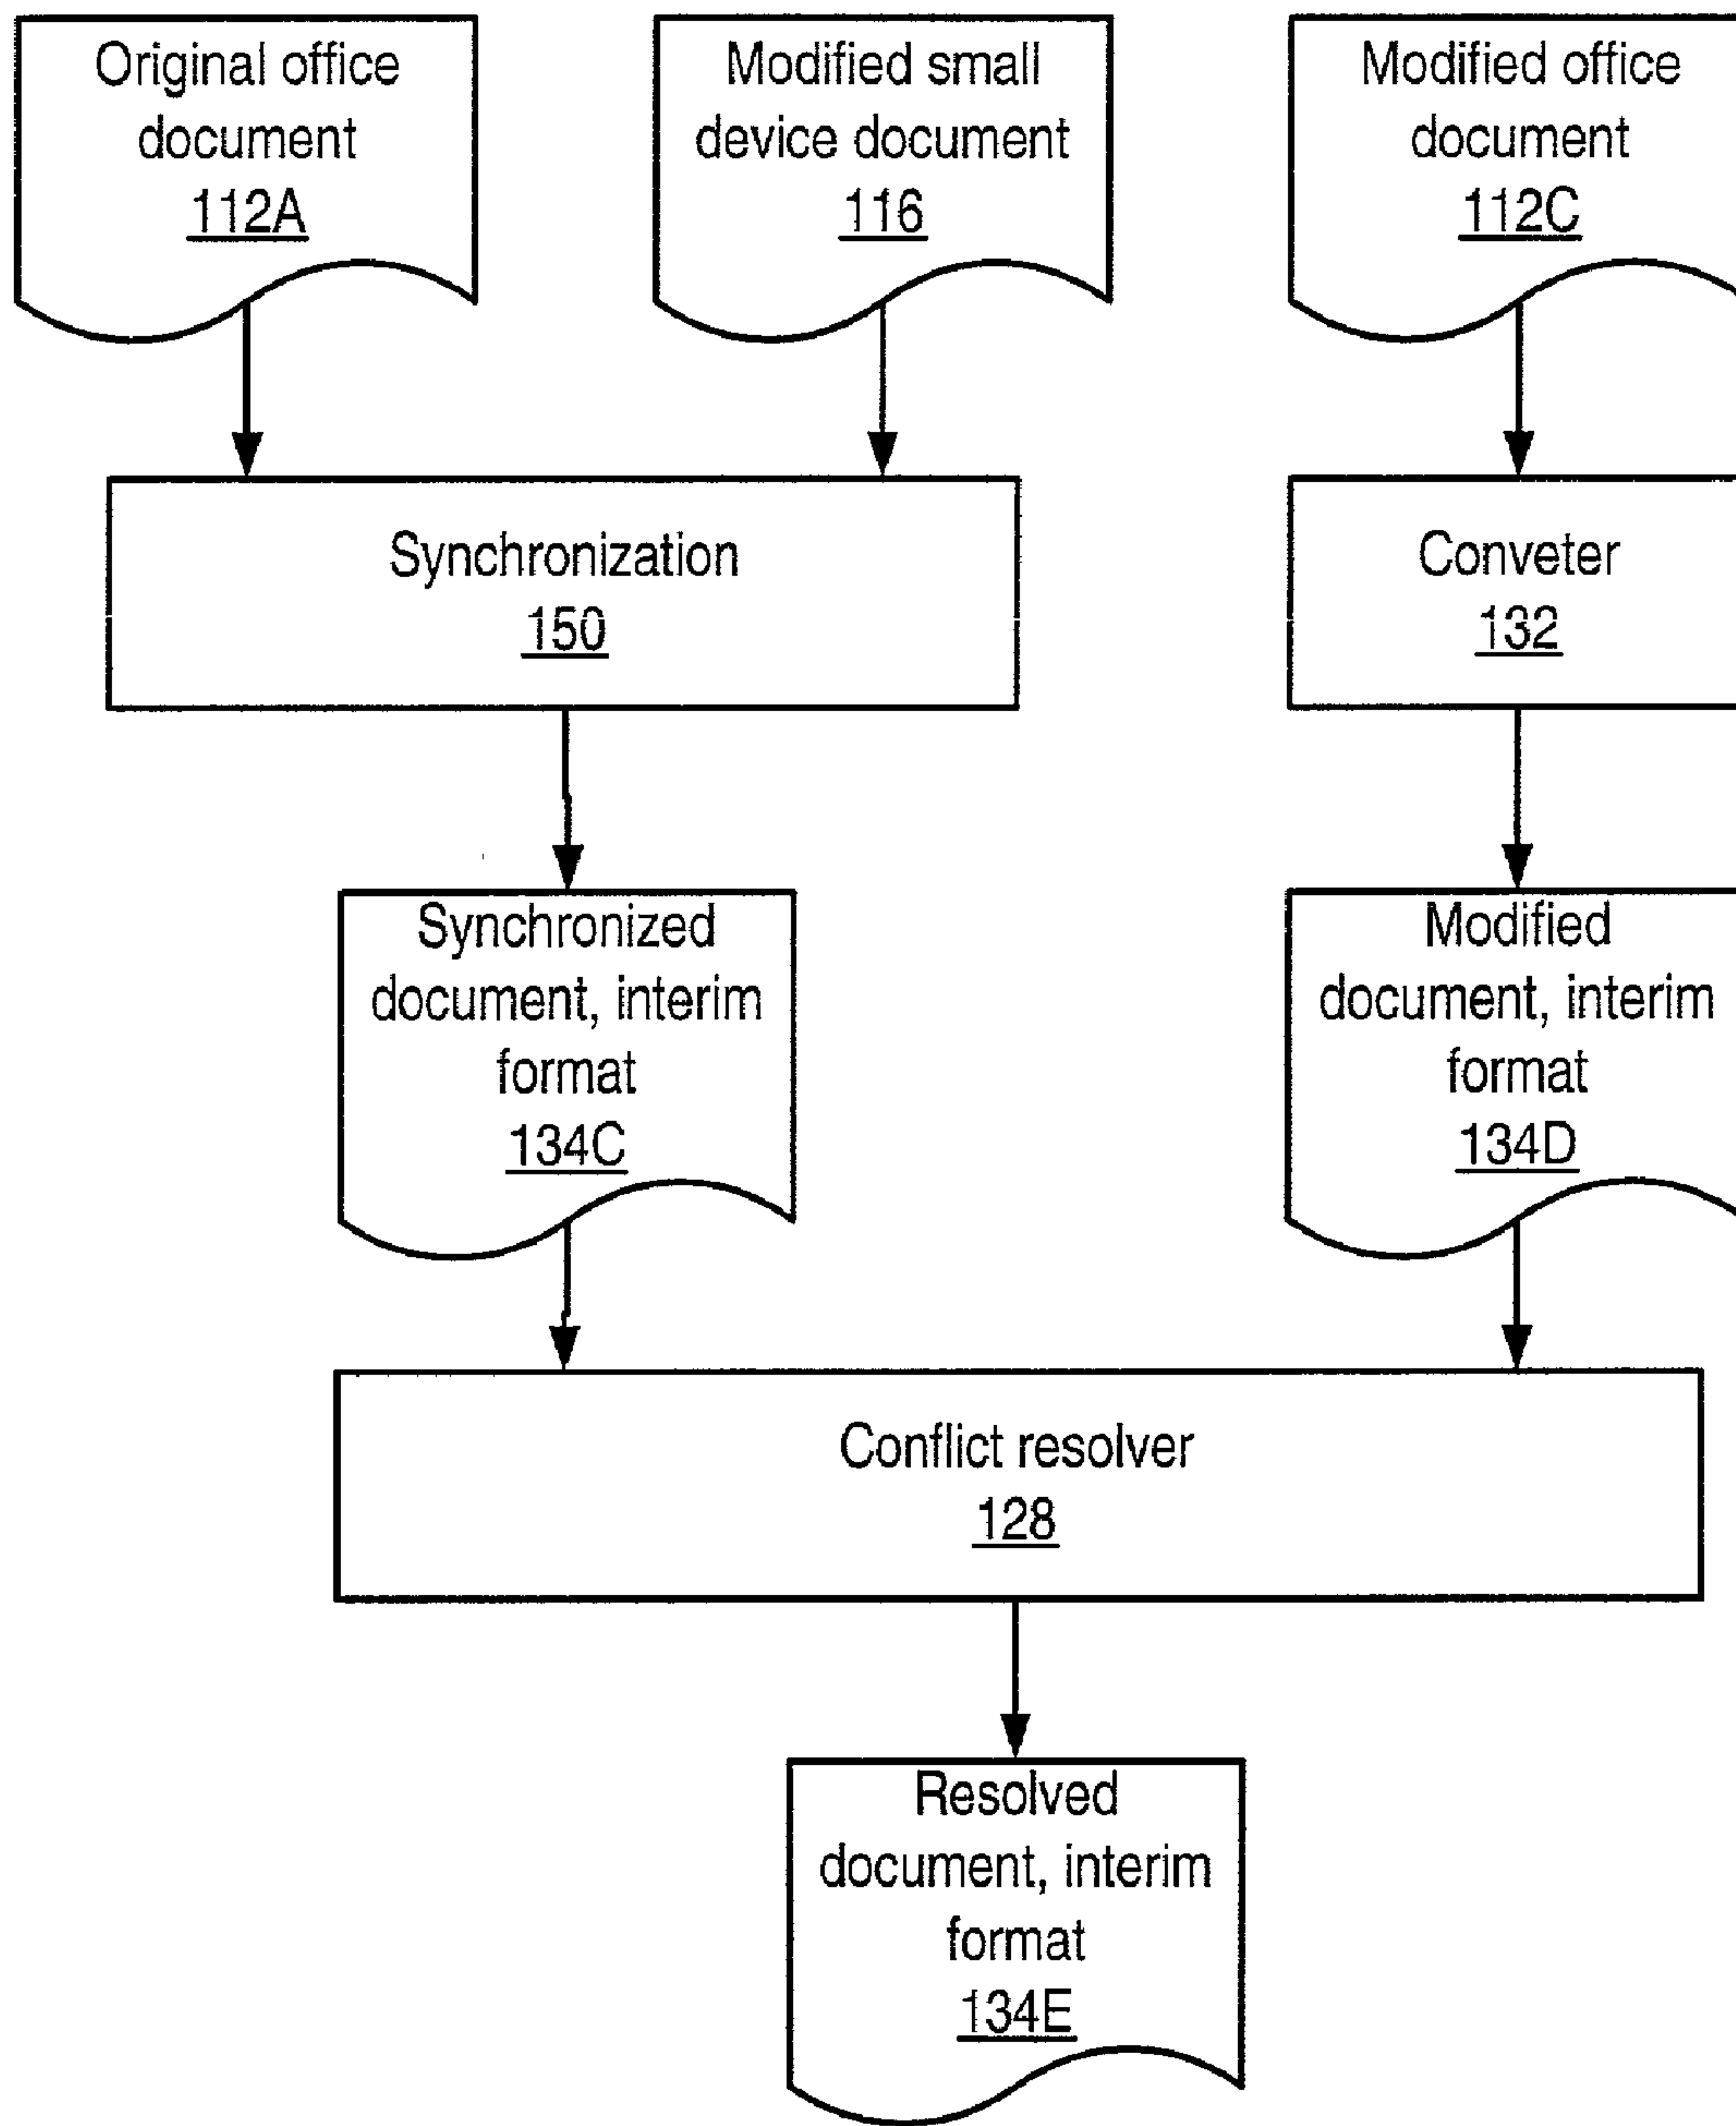 Original office
document
112A
Modified small
device document
116
Modified office
document
112C
Synchronization
150
Conveter
132
Synchronized
document, interim
format
134C
Modified
document, interim
format
134D
Conflict resolver
128
Resolved
document, interim
format
134E